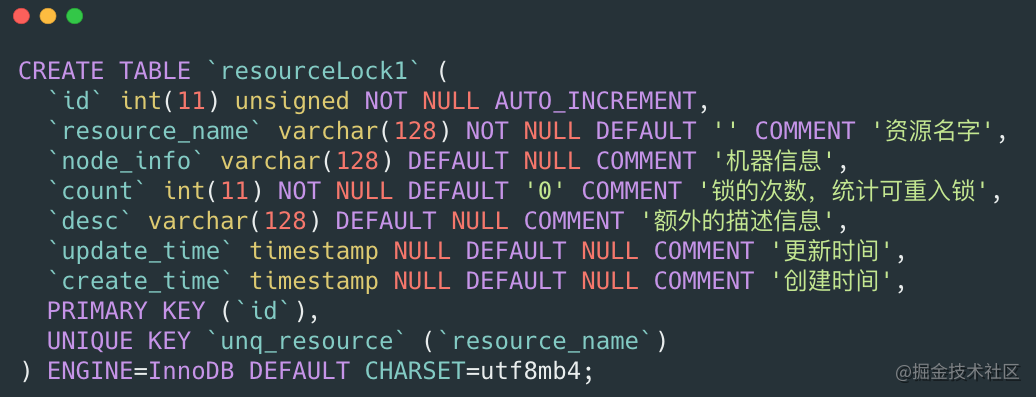 CREATE TABLE `resourceLock1` (
  `id` int(11) unsigned NOT NULL AUTO_INCREMENT,
  `resource_name` varchar(128) NOT NULL DEFAULT '' COMMENT '资源名字',
  `node_info` varchar(128) DEFAULT NULL COMMENT '机器信息',
  `count` int(11) NOT NULL DEFAULT '0' COMMENT '锁的次数，统计可重入锁',
  `desc` varchar(128) DEFAULT NULL COMMENT '额外的描述信息',
  `update_time` timestamp NULL DEFAULT NULL COMMENT '更新时间',
  `create_time` timestamp NULL DEFAULT NULL COMMENT '创建时间',
  PRIMARY KEY (`id`),
  UNIQUE KEY `unq_resource` (`resource_name`)
) ENGINE=InnoDB DEFAULT CHARSET=utf8mb4;
@掘金技术社区